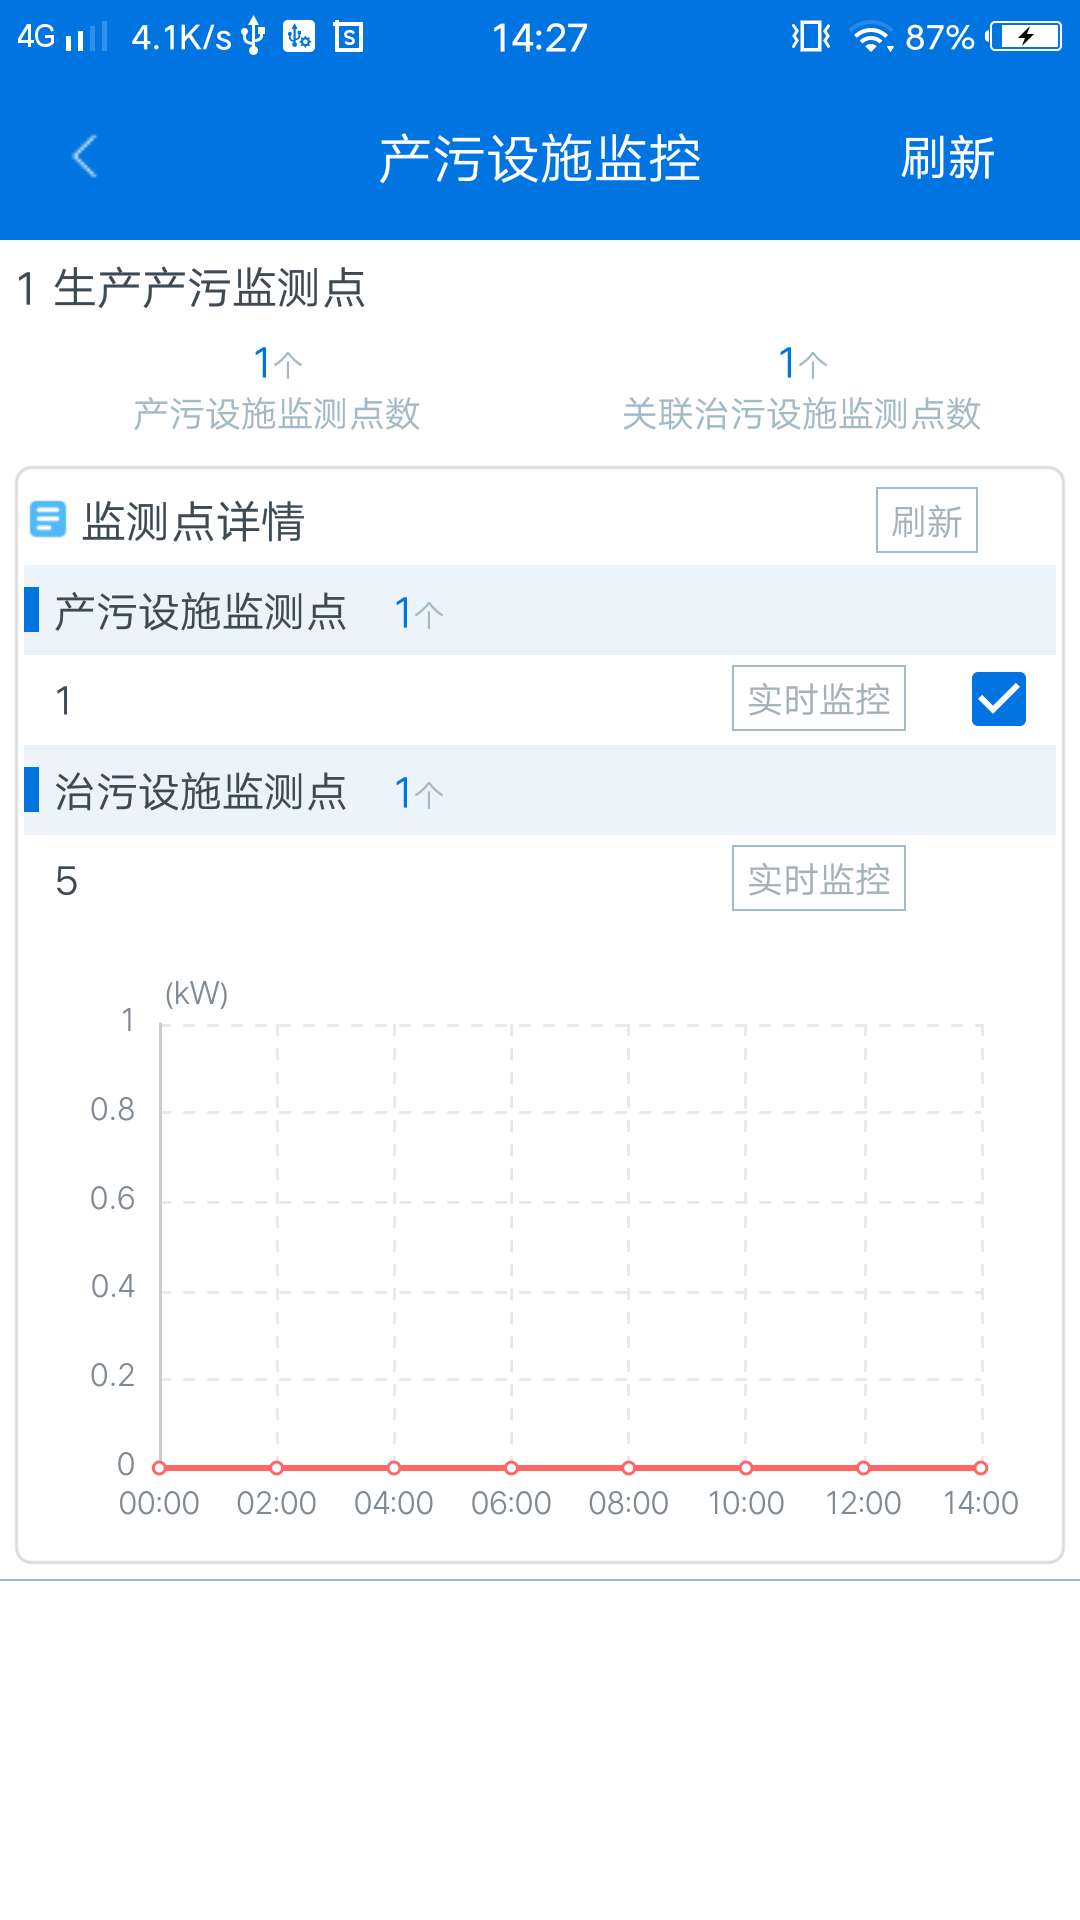 4G 4.1K/s 14:27 87%
产污设施监控 刷新
1 生产产污监测点
1个 1个
产污设施监测点数 关联治污设施监测点数
监测点详情 刷新
产污设施监测点 1个
1 实时监控
治污设施监测点 1个
5 实时监控
(kW)
1
0.8
0.6
0.4
0.2
0
00:00 02:00 04:00 06:00 08:00 10:00 12:00 14:00